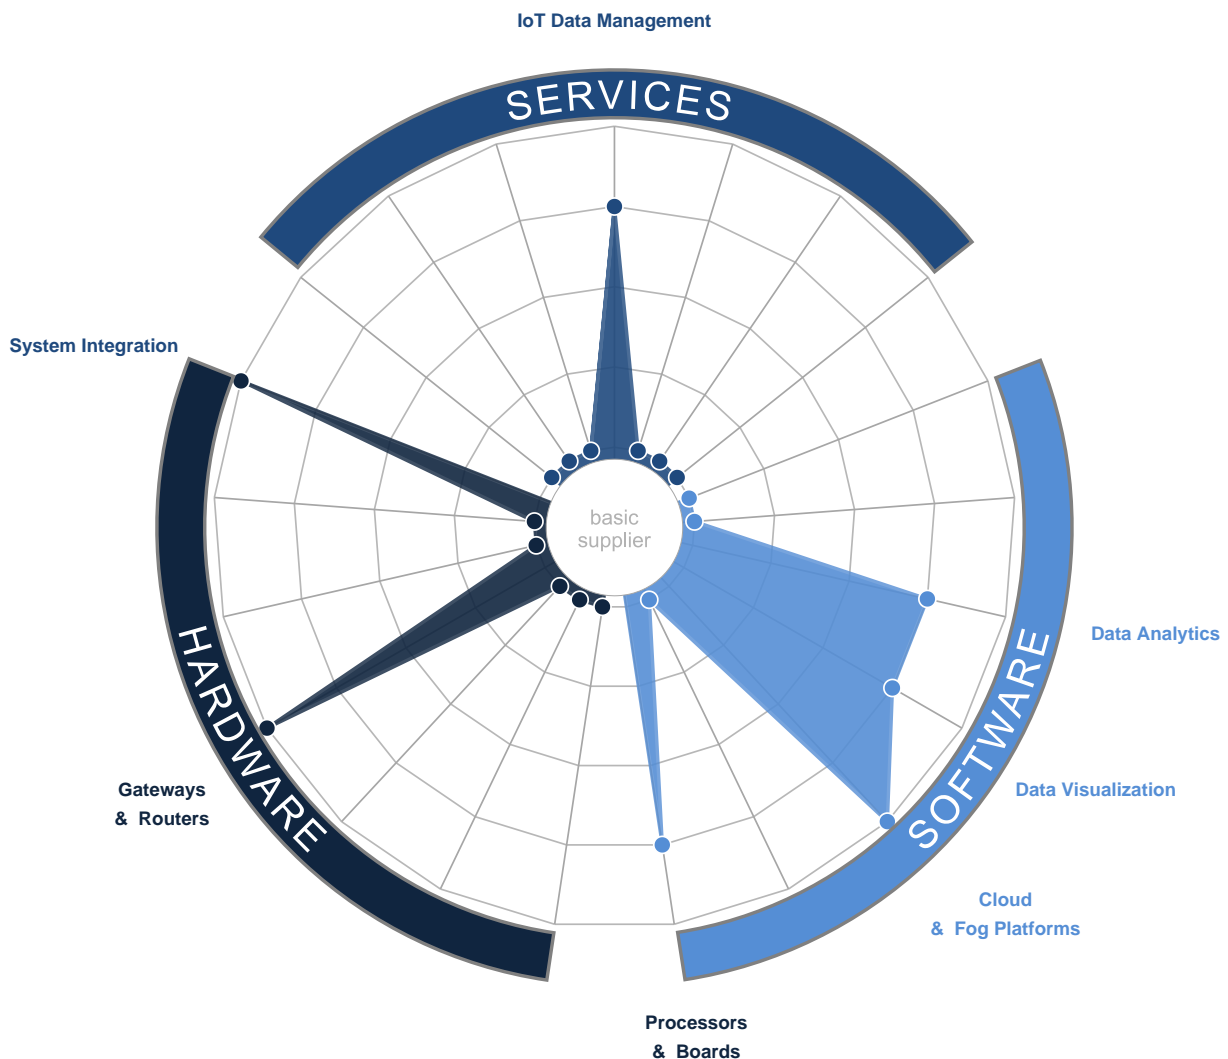 IoT Data Management
SERVICES
System Integration
basic
supplier
HARDWARE
SOFTWARE
Data Analytics
Gateways
& Routers
Data Visualization
Cloud
& Fog Platforms
Processors
& Boards